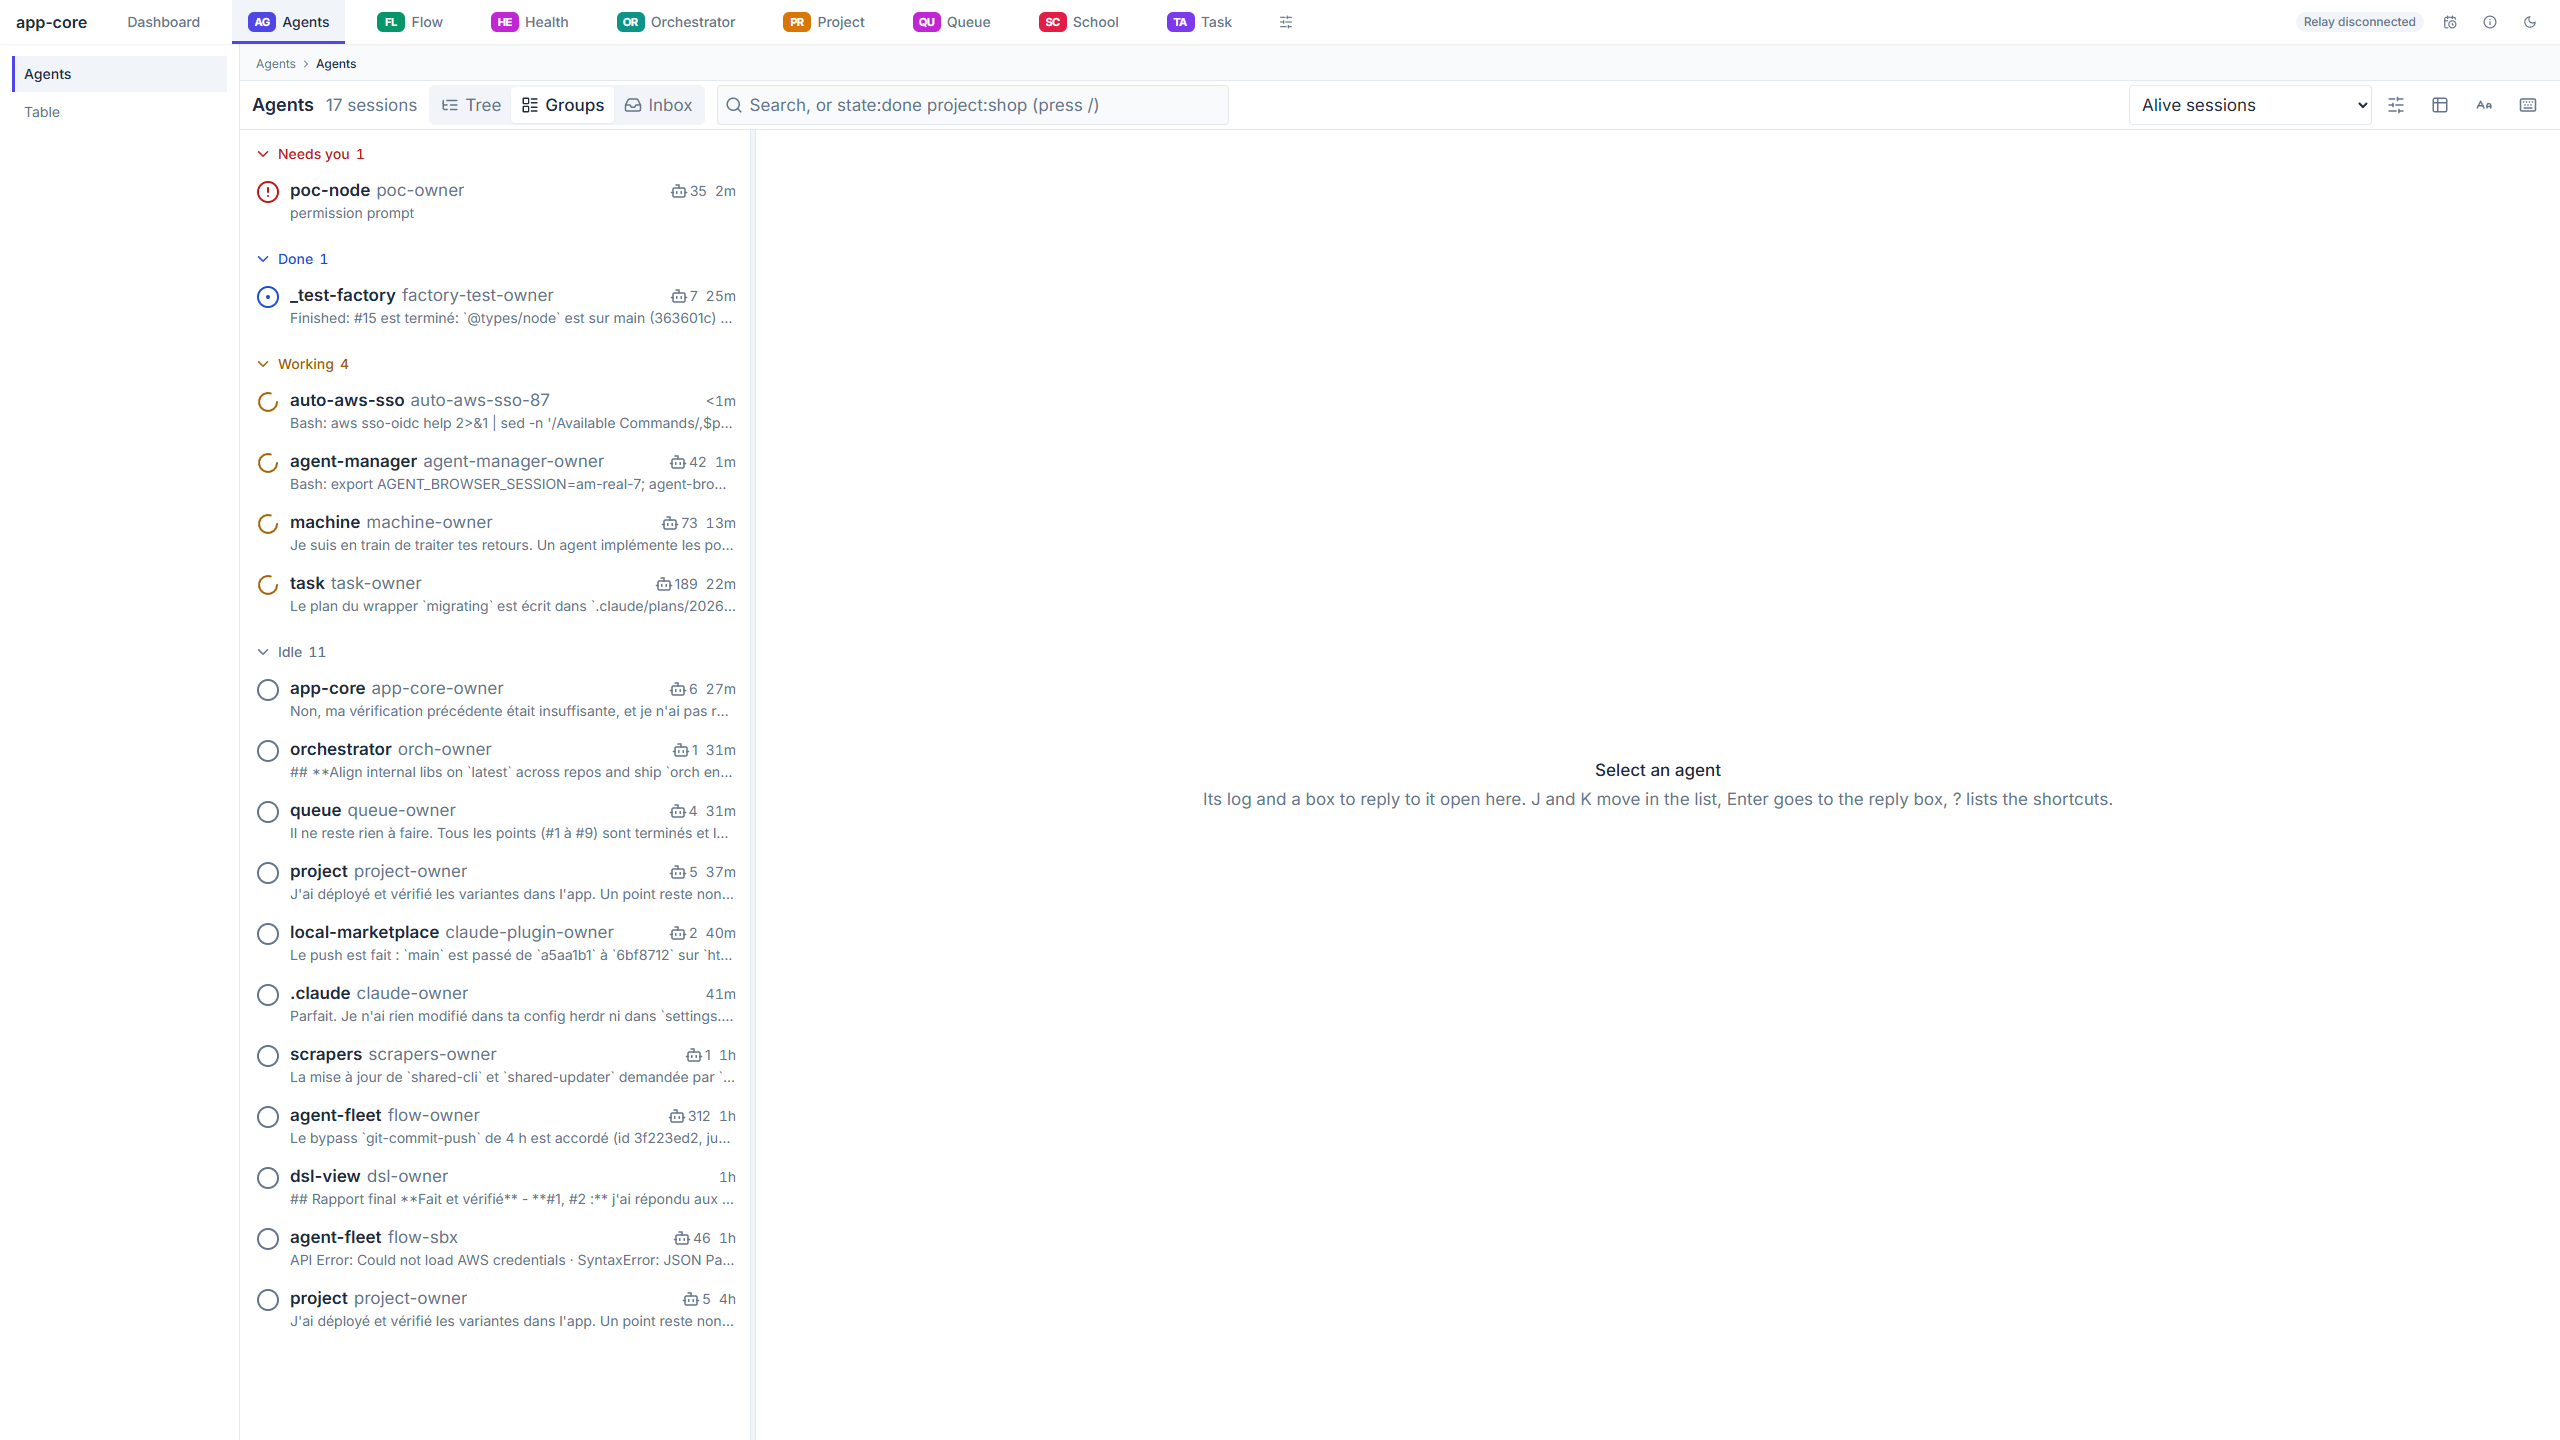 app-core Dashboard AG Agents FL Flow HE Health OR Orchestrator PR Project QU Queue SC School TA Task Relay disconnected
Agents
Table
Agents > Agents
Agents 17 sessions Tree Groups Inbox Search, or state:done project:shop (press /) Alive sessions Aa
Needs you 1
poc-node poc-owner 35 2m
permission prompt
Done 1
_test-factory factory-test-owner 7 25m
Finished: #15 est terminé: `@types/node` est sur main (363601c) ...
Working 4
auto-aws-sso auto-aws-sso-87 <1m
Bash: aws sso-oidc help 2>&1 | sed -n '/Available Commands/,$p...
agent-manager agent-manager-owner 42 1m
Bash: export AGENT_BROWSER_SESSION=am-real-7; agent-bro...
machine machine-owner 73 13m
Je suis en train de traiter tes retours. Un agent implémente les po...
task task-owner 189 22m
Le plan du wrapper `migrating` est écrit dans `.claude/plans/2026...
Idle 11
app-core app-core-owner 6 27m
Non, ma vérification précédente était insuffisante, et je n'ai pas r...
orchestrator orch-owner 1 31m
## **Align internal libs on `latest` across repos and ship `orch en...
queue queue-owner 4 31m
Il ne reste rien à faire. Tous les points (#1 à #9) sont terminés et l...
project project-owner 5 37m
J'ai déployé et vérifié les variantes dans l'app. Un point reste non...
local-marketplace claude-plugin-owner 2 40m
Le push est fait : `main` est passé de `a5aa1b1` à `6bf8712` sur `ht...
.claude claude-owner 41m
Parfait. Je n'ai rien modifié dans ta config herdr ni dans `settings....
scrapers scrapers-owner 1 1h
La mise à jour de `shared-cli` et `shared-updater` demandée par `...
agent-fleet flow-owner 312 1h
Le bypass `git-commit-push` de 4 h est accordé (id 3f223ed2, ju...
dsl-view dsl-owner 1h
## Rapport final **Fait et vérifié** - **#1, #2 :** j'ai répondu aux ...
agent-fleet flow-sbx 46 1h
API Error: Could not load AWS credentials · SyntaxError: JSON Pa...
project project-owner 5 4h
J'ai déployé et vérifié les variantes dans l'app. Un point reste non...
Select an agent
Its log and a box to reply to it open here. J and K move in the list, Enter goes to the reply box, ? lists the shortcuts.